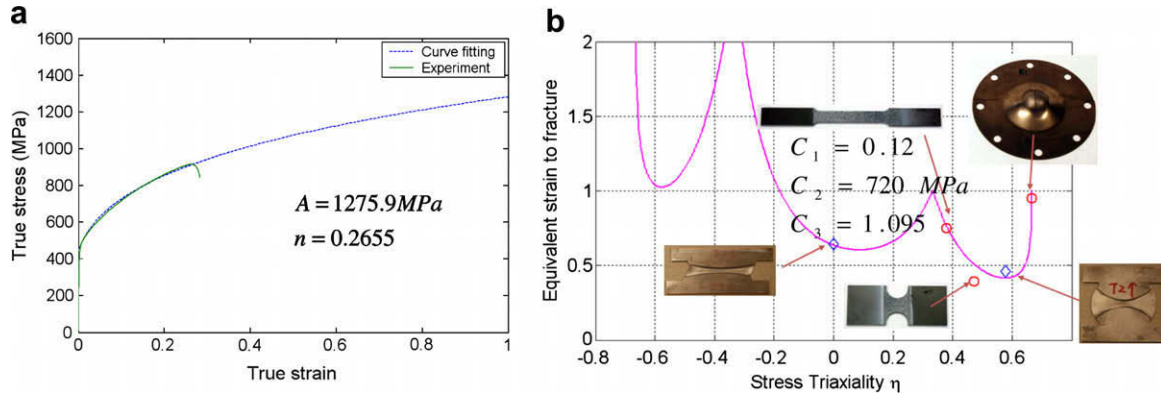 a
1600
1400
1200
1000
800
600
400
200
0
True stress (MPa)
Curve fitting
Experiment
A = 1275.9MPa
n = 0.2655
0 0.2 0.4 0.6 0.8 1
True strain
b
2
1.5
1
0.5
0
Equivalent strain to fracture
C1 = 0.12
C2 = 720 MPa
C3 = 1.095
T2↑
-0.8 -0.6 -0.4 -0.2 0 0.2 0.4 0.6
Stress Triaxiality η